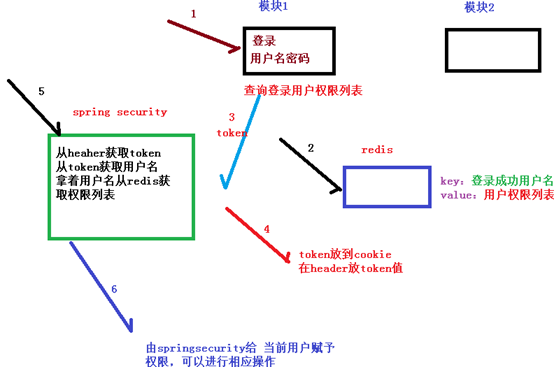 模块1
模块2
1
登录
用户名密码
查询登录用户权限列表
5
spring security
3
token
2
redis
从heaher获取token
从token获取用户名
拿着用户名从redis获
取权限列表
key：登录成功用户名
value：用户权限列表
4
token放到cookie
在header放token值
6
由springsecurity给 当前用户赋予
权限，可以进行相应操作